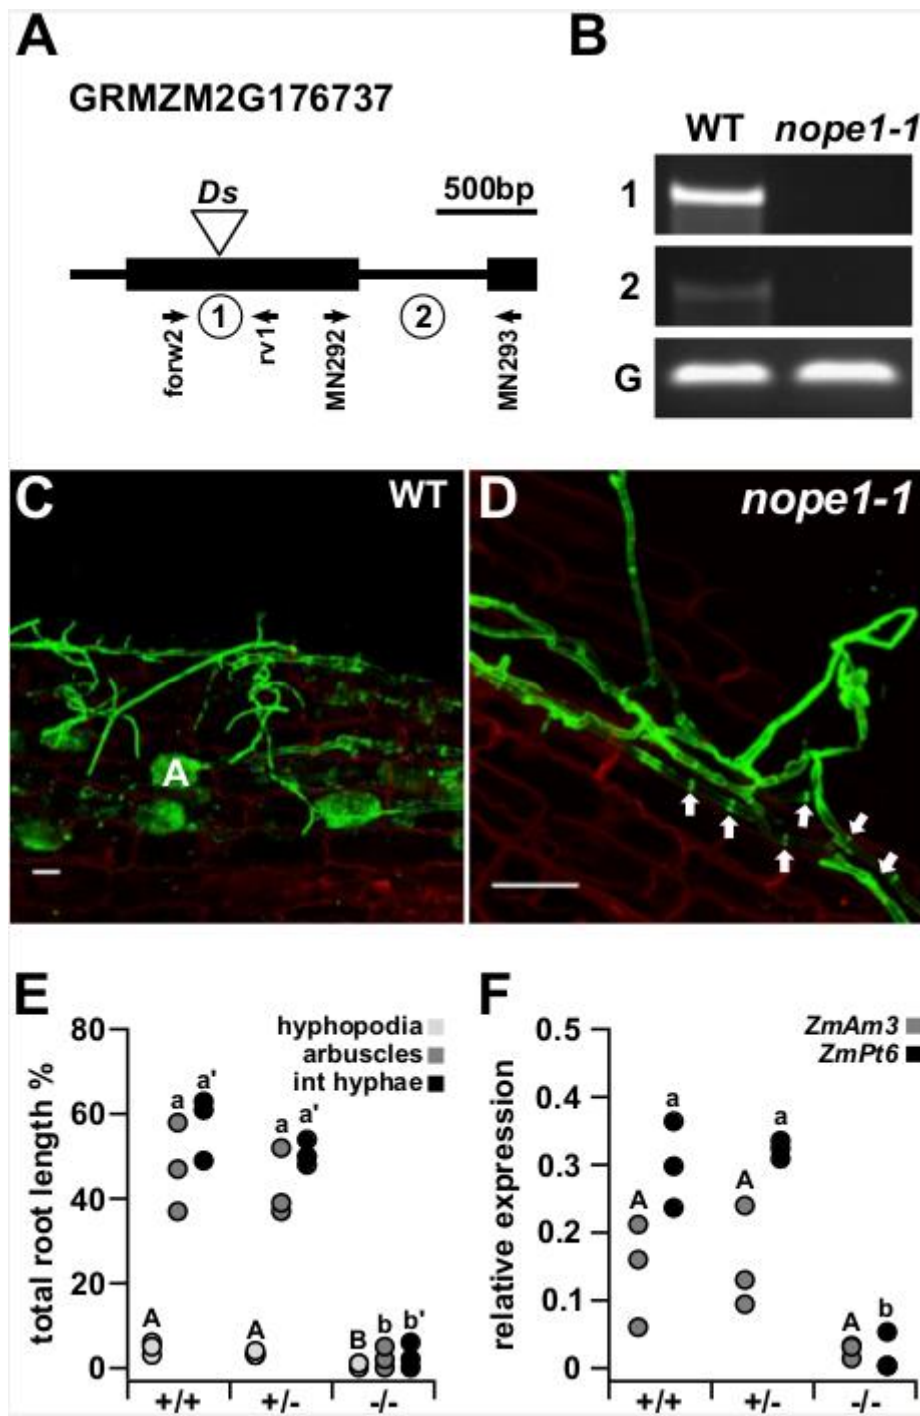 A
GRMZM2G176737
Ds
500bp
1
2
forw2
rv1
MN292
MN293
B
WT nope1-1
1
2
G
C
WT
A
D
nope1-1
E
hyphopodia
arbuscles
int hyphae
total root length %
80
60
40
20
0
a a'
a a'
A
A
B b b'
+/+ +/- -/-
F
ZmAm3
ZmPt6
relative expression
0.5
0.4
0.3
0.2
0.1
0
a
a
A
A
A b
+/+ +/- -/-